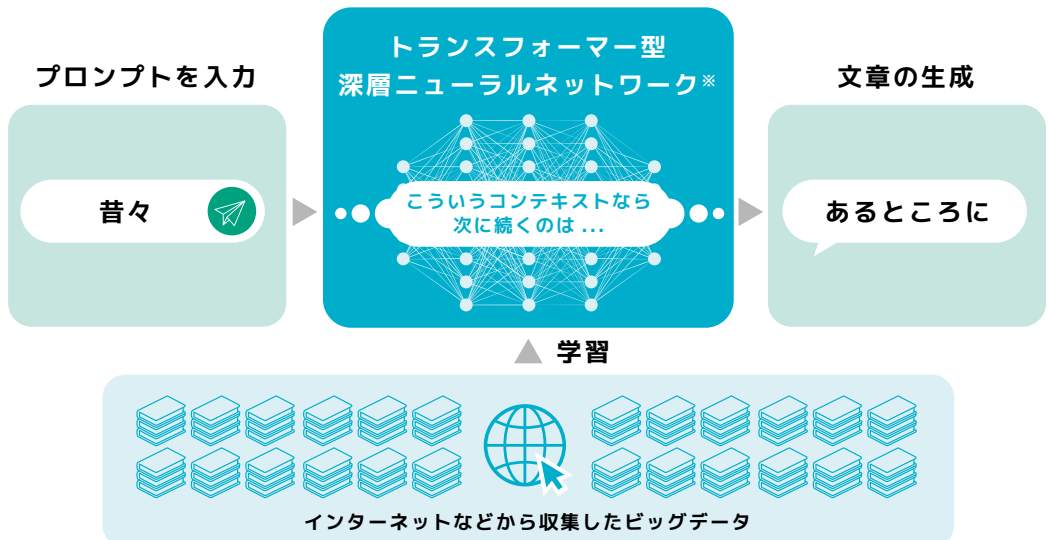 プロンプトを入力
昔々
トランスフォーマー型
深層ニューラルネットワーク※
こういうコンテキストなら
次に続くのは ...
文章の生成
あるところに
学習
インターネットなどから収集したビッグデータ